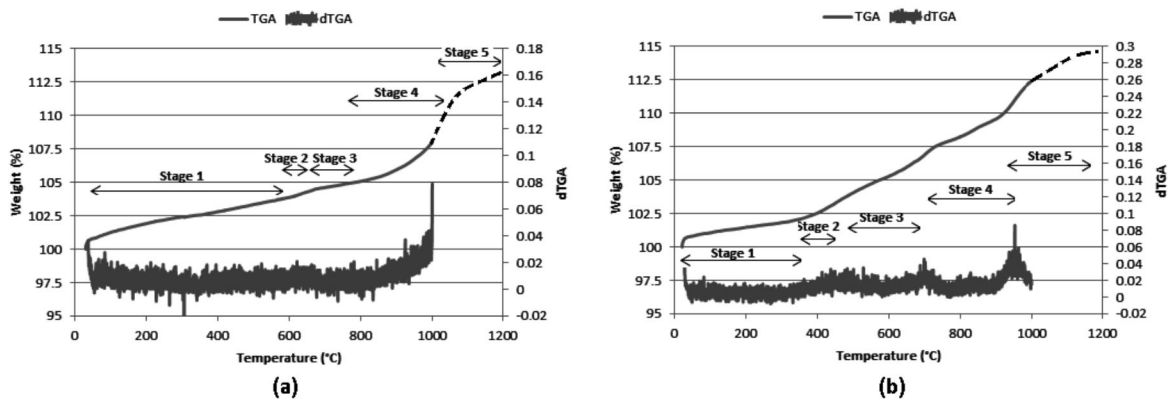 TGA dTGA
115
112.5
110
107.5
105
102.5
100
97.5
95
Weight (%)
0.18
0.16
0.14
0.12
0.1
0.08
0.06
0.04
0.02
0
-0.02
dTGA
Stage 5
Stage 4
Stage 2 Stage 3
Stage 1
0 200 400 600 800 1000 1200
Temperature (°C)
(a)
TGA dTGA
115
112.5
110
107.5
105
102.5
100
97.5
95
Weight (%)
0.3
0.28
0.26
0.24
0.22
0.2
0.18
0.16
0.14
0.12
0.1
0.08
0.06
0.04
0.02
0
-0.02
dTGA
Stage 5
Stage 4
Stage 3
Stage 2
Stage 1
0 200 400 600 800 1000 1200
Temperature (°C)
(b)